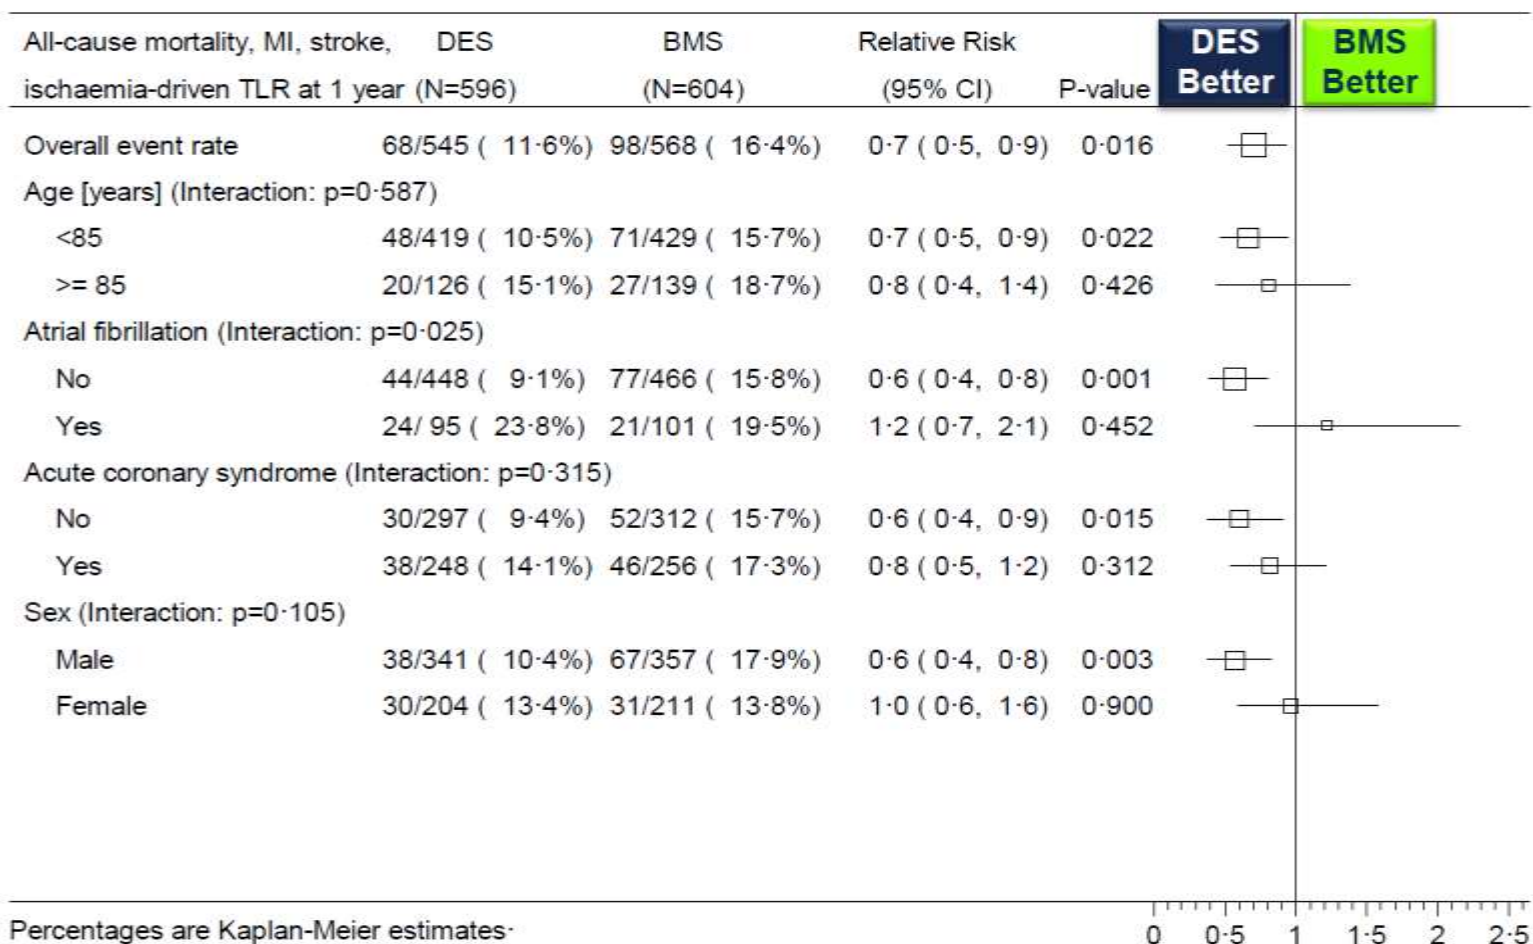 All-cause mortality, MI, stroke, DES BMS Relative Risk DES BMS
ischaemia-driven TLR at 1 year (N=596) (N=604) (95% CI) P-value Better Better
Overall event rate 68/545 ( 11·6%) 98/568 ( 16·4%) 0·7 ( 0·5, 0·9) 0·016
Age [years] (Interaction: p=0·587)
<85 48/419 ( 10·5%) 71/429 ( 15·7%) 0·7 ( 0·5, 0·9) 0·022
>= 85 20/126 ( 15·1%) 27/139 ( 18·7%) 0·8 ( 0·4, 1·4) 0·426
Atrial fibrillation (Interaction: p=0·025)
No 44/448 ( 9·1%) 77/466 ( 15·8%) 0·6 ( 0·4, 0·8) 0·001
Yes 24/ 95 ( 23·8%) 21/101 ( 19·5%) 1·2 ( 0·7, 2·1) 0·452
Acute coronary syndrome (Interaction: p=0·315)
No 30/297 ( 9·4%) 52/312 ( 15·7%) 0·6 ( 0·4, 0·9) 0·015
Yes 38/248 ( 14·1%) 46/256 ( 17·3%) 0·8 ( 0·5, 1·2) 0·312
Sex (Interaction: p=0·105)
Male 38/341 ( 10·4%) 67/357 ( 17·9%) 0·6 ( 0·4, 0·8) 0·003
Female 30/204 ( 13·4%) 31/211 ( 13·8%) 1·0 ( 0·6, 1·6) 0·900
Percentages are Kaplan-Meier estimates· 0 0·5 1 1·5 2 2·5